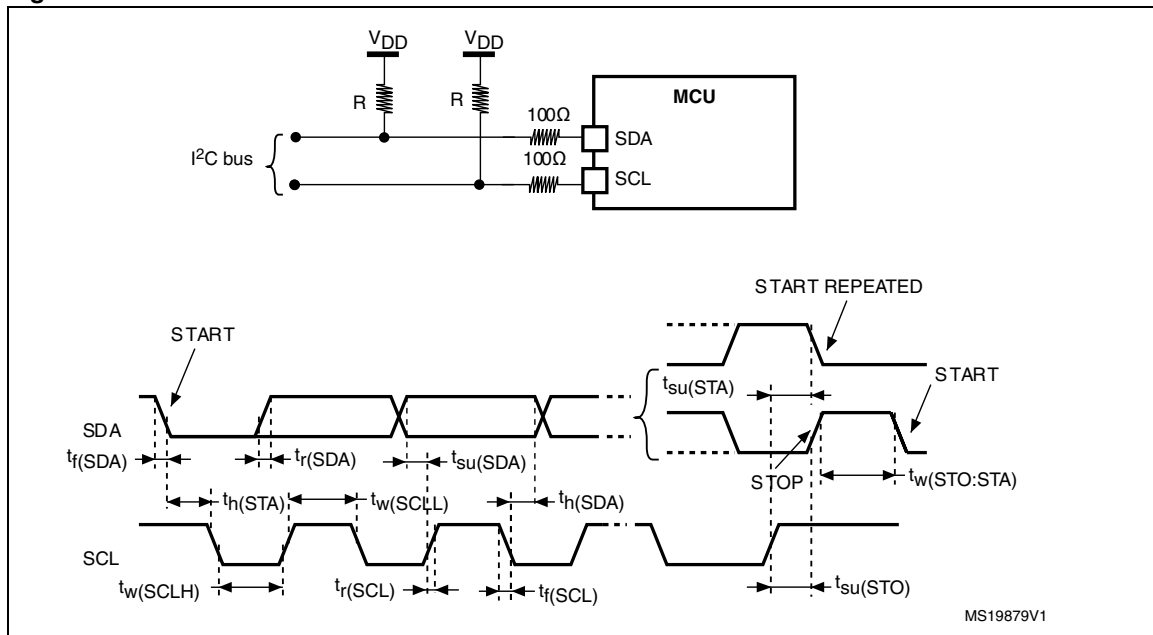 VDD VDD
R R
MCU
100Ω
SDA
100Ω
SCL
I²C bus
START REPEATED
START
START
tsu(STA)
SDA
tf(SDA) tr(SDA) tsu(SDA)
STOP tw(STO:STA)
th(STA) tw(SCLL) th(SDA)
SCL
tw(SCLH) tr(SCL) tf(SCL) tsu(STO)
MS19879V1